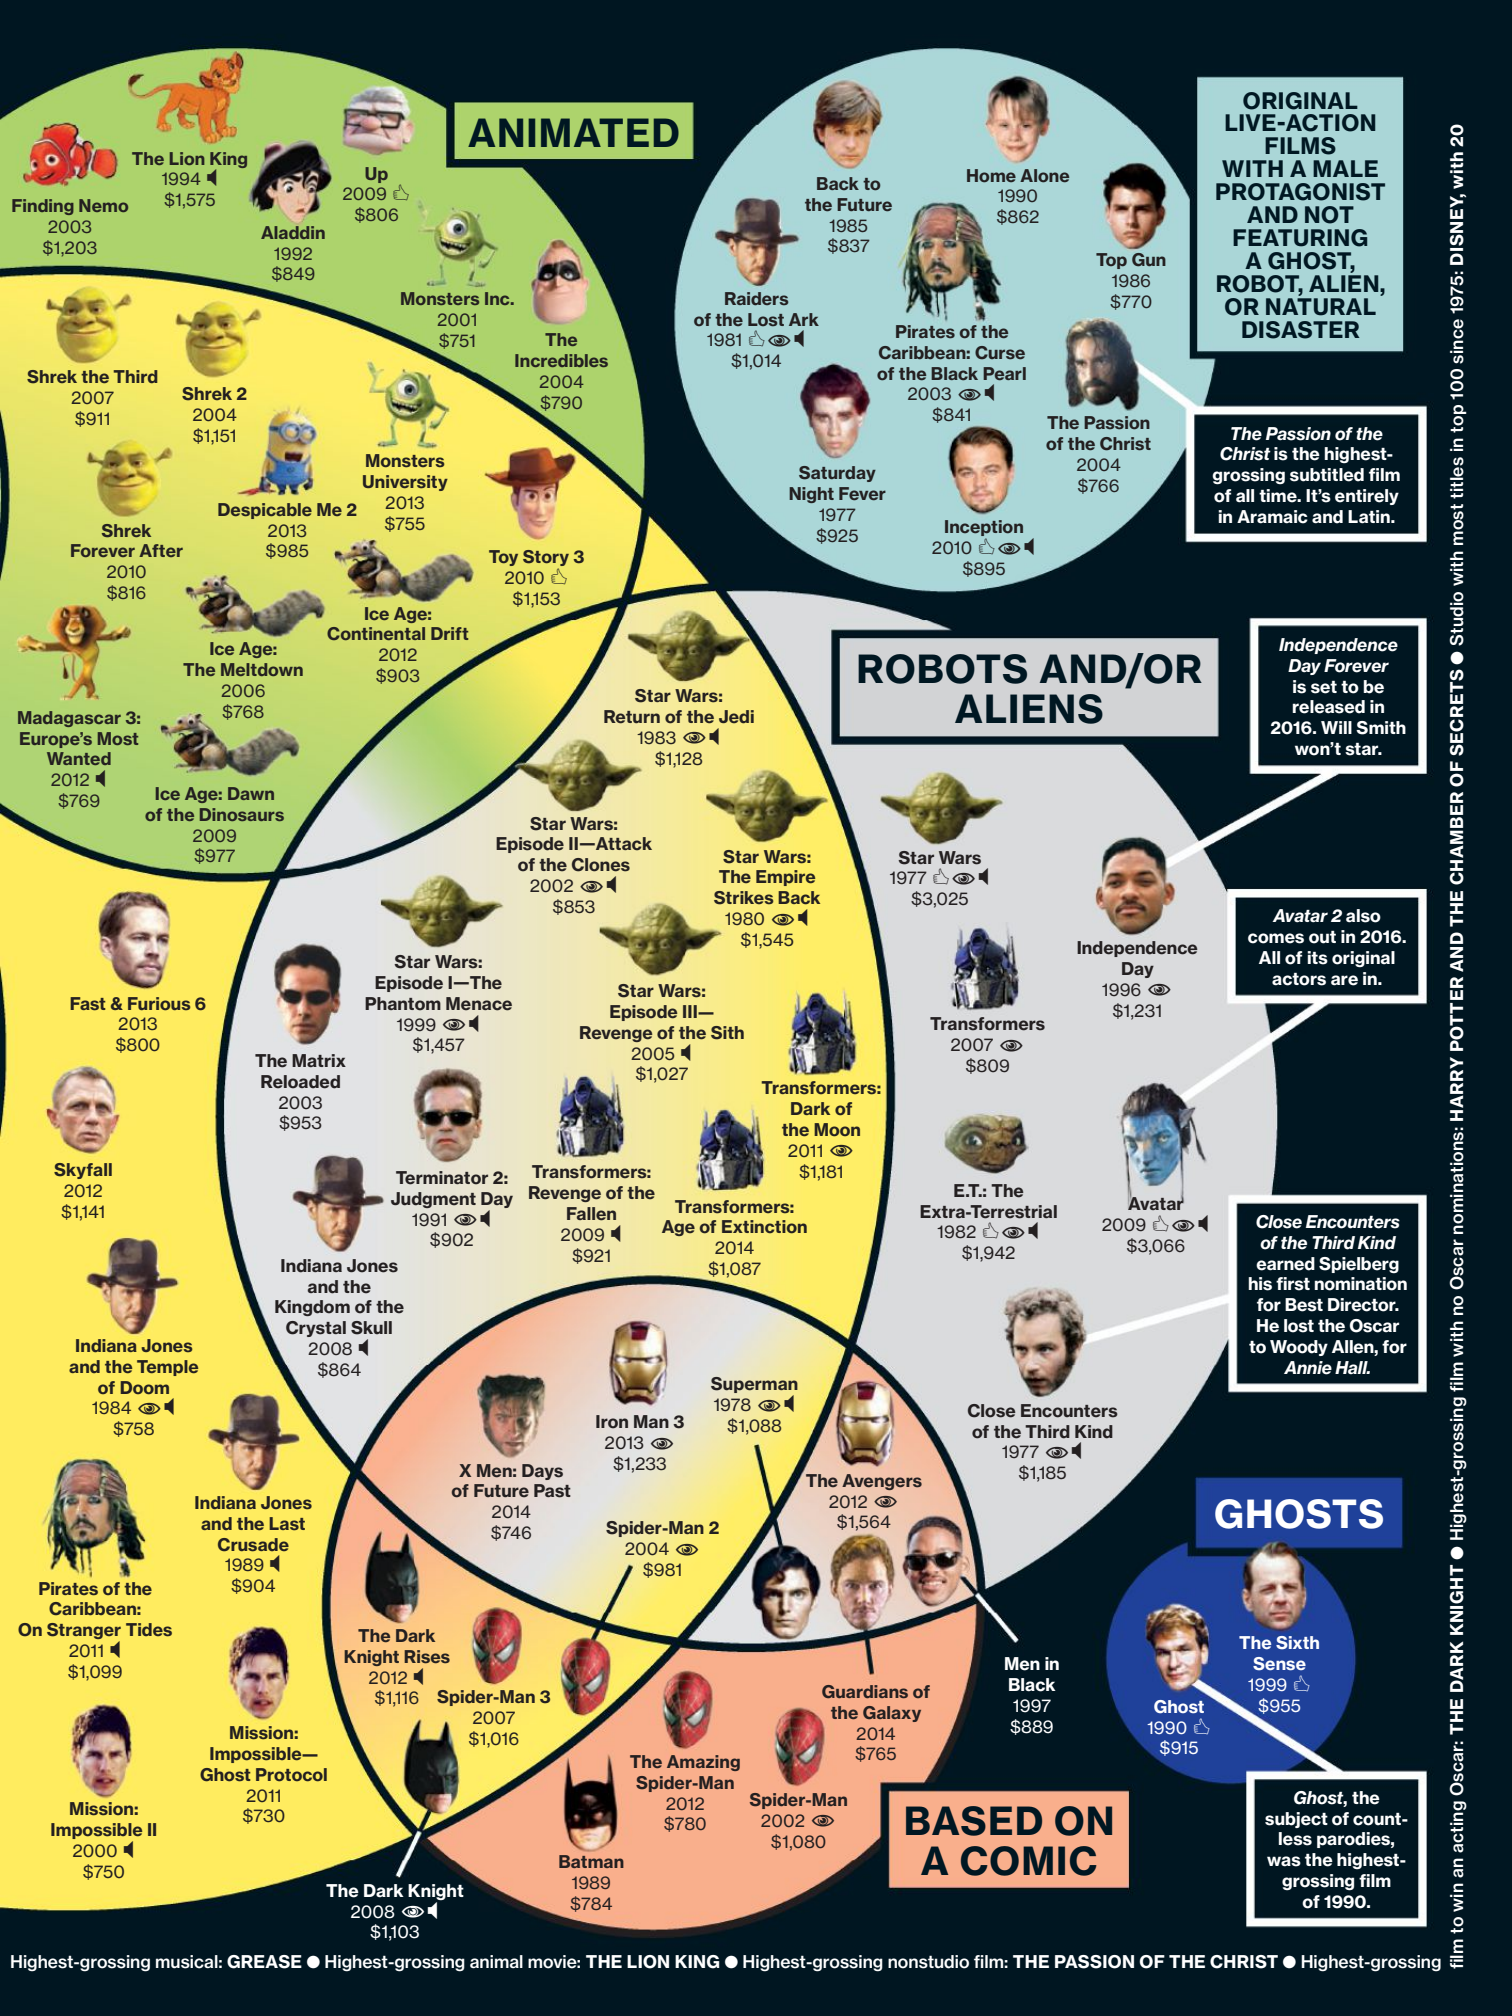 ANIMATED
The Lion King
1994
$1,575
Finding Nemo
2003
$1,203
Aladdin
1992
$849
Up
2009
$806
Monsters Inc.
2001
$751
The
Incredibles
2004
$790
Shrek the Third
2007
$911
Shrek 2
2004
$1,151
Shrek
Forever After
2010
$816
Despicable Me 2
2013
$985
Monsters
University
2013
$755
Toy Story 3
2010
$1,153
Ice Age:
Continental Drift
2012
$903
Ice Age:
The Meltdown
2006
$768
Madagascar 3:
Europe's Most
Wanted
2012
$769
Ice Age: Dawn
of the Dinosaurs
2009
$977
ORIGINAL
LIVE-ACTION
FILMS
WITH A MALE
PROTAGONIST
AND NOT
FEATURING
A GHOST,
ROBOT, ALIEN,
OR NATURAL
DISASTER
Back to
the Future
1985
$837
Home Alone
1990
$862
Top Gun
1986
$770
Raiders
of the Lost Ark
1981
$1,014
Pirates of the
Caribbean: Curse
of the Black Pearl
2003
$841
The Passion
of the Christ
2004
$766
Saturday
Night Fever
1977
$925
Inception
2010
$895
The Passion of the
Christ is the highest-
grossing subtitled film
of all time. It's entirely
in Aramaic and Latin.
ROBOTS AND/OR
ALIENS
Star Wars:
Return of the Jedi
1983
$1,128
Star Wars:
Episode II—Attack
of the Clones
2002
$853
Star Wars:
The Empire
Strikes Back
1980
$1,545
Star Wars:
Episode I—The
Phantom Menace
1999
$1,457
Star Wars:
Episode III—
Revenge of the Sith
2005
$1,027
The Matrix
Reloaded
2003
$953
Transformers:
Dark of
the Moon
2011
$1,181
Terminator 2:
Judgment Day
1991
$902
Transformers:
Revenge of the
Fallen
2009
$921
Transformers:
Age of Extinction
2014
$1,087
Indiana Jones
and the
Kingdom of the
Crystal Skull
2008
$864
Star Wars
1977
$3,025
Independence
Day
1996
$1,231
Transformers
2007
$809
E.T.: The
Extra-Terrestrial
1982
$1,942
Avatar
2009
$3,066
Close Encounters
of the Third Kind
1977
$1,185
Independence
Day Forever
is set to be
released in
2016. Will Smith
won't star.
Avatar 2 also
comes out in 2016.
All of its original
actors are in.
Close Encounters
of the Third Kind
earned Spielberg
his first nomination
for Best Director.
He lost the Oscar
to Woody Allen, for
Annie Hall.
Fast & Furious 6
2013
$800
Skyfall
2012
$1,141
Indiana Jones
and the Temple
of Doom
1984
$758
Indiana Jones
and the Last
Crusade
1989
$904
Pirates of the
Caribbean:
On Stranger Tides
2011
$1,099
Mission:
Impossible—
Ghost Protocol
2011
$730
Mission:
Impossible II
2000
$750
X Men: Days
of Future Past
2014
$746
Iron Man 3
2013
$1,233
Superman
1978
$1,088
Spider-Man 2
2004
$981
The Avengers
2012
$1,564
The Dark
Knight Rises
2012
$1,116
Spider-Man 3
2007
$1,016
The Dark Knight
2008
$1,103
Men in
Black
1997
$889
Guardians of
the Galaxy
2014
$765
The Amazing
Spider-Man
2012
$780
Spider-Man
2002
$1,080
Batman
1989
$784
BASED ON
A COMIC
GHOSTS
The Sixth
Sense
1999
$955
Ghost
1990
$915
Ghost, the
subject of count-
less parodies,
was the highest-
grossing film
of 1990.
Highest-grossing musical: GREASE ● Highest-grossing animal movie: THE LION KING ● Highest-grossing nonstudio film: THE PASSION OF THE CHRIST ● Highest-grossing
film to win an acting Oscar: THE DARK KNIGHT ● Highest-grossing film with no Oscar nominations: HARRY POTTER AND THE CHAMBER OF SECRETS ● Studio with most titles in top 100 since 1975: DISNEY, with 20